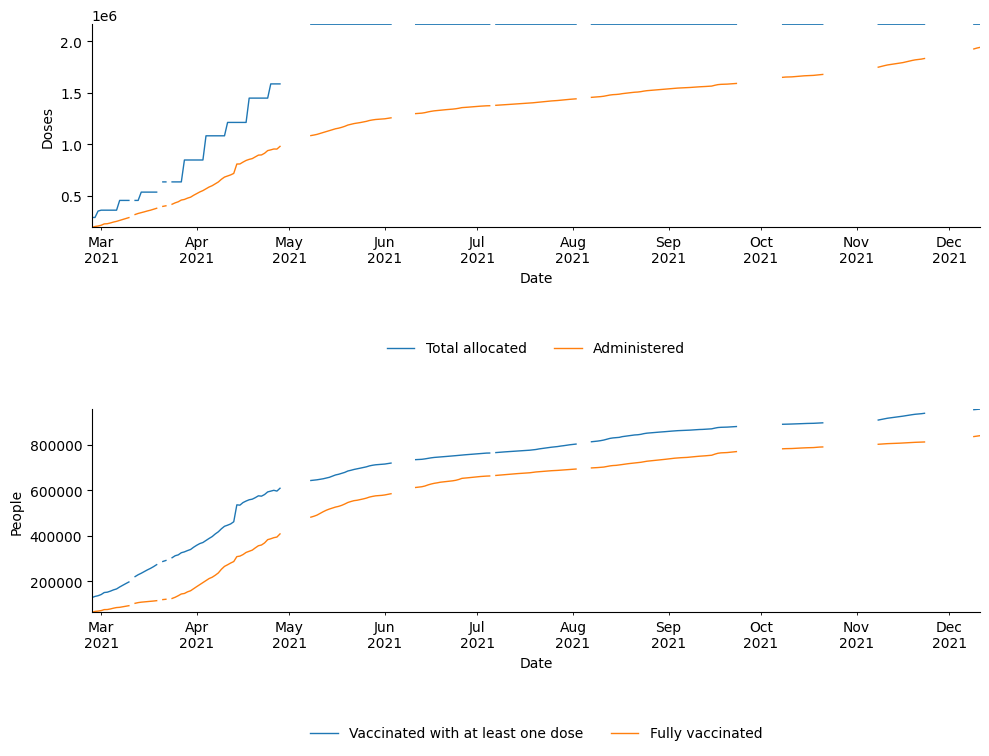 1e6
2.0
1.5
1.0
0.5
Doses
Mar Apr May Jun Jul Aug Sep Oct Nov Dec
2021 2021 2021 2021 2021 2021 2021 2021 2021 2021
Date
Total allocated Administered
800000
600000
400000
200000
People
Mar Apr May Jun Jul Aug Sep Oct Nov Dec
2021 2021 2021 2021 2021 2021 2021 2021 2021 2021
Date
Vaccinated with at least one dose Fully vaccinated